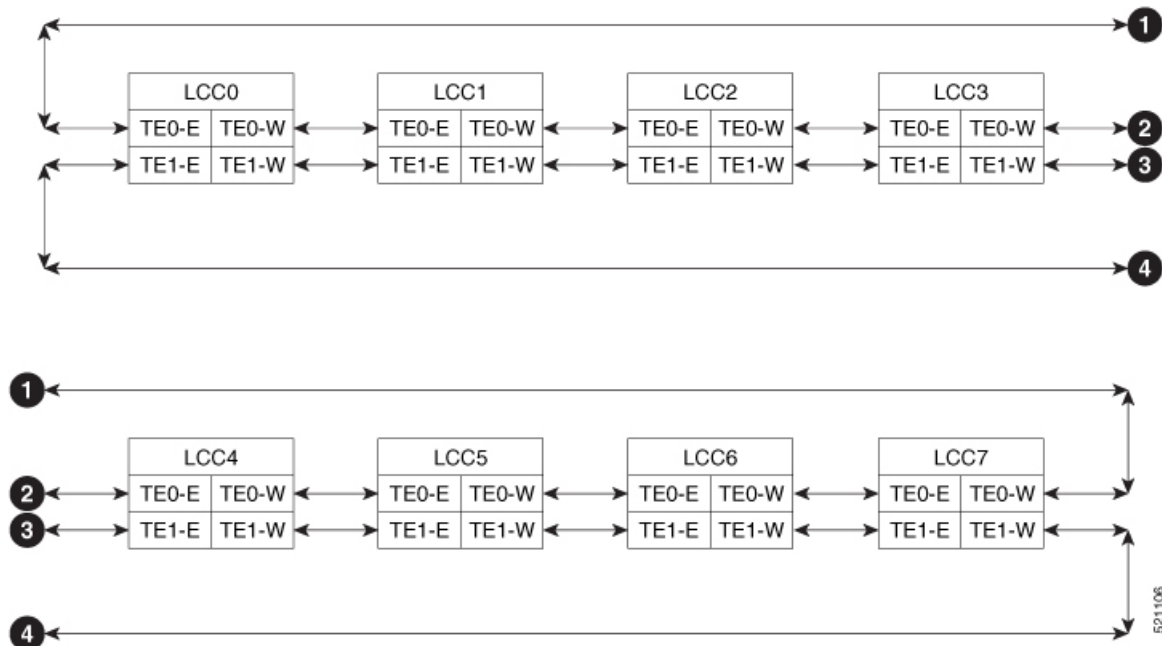 1
LCC0 LCC1 LCC2 LCC3
TE0-E TE0-W TE0-E TE0-W TE0-E TE0-W TE0-E TE0-W 2
TE1-E TE1-W TE1-E TE1-W TE1-E TE1-W TE1-E TE1-W 3
4
1
LCC4 LCC5 LCC6 LCC7
2 TE0-E TE0-W TE0-E TE0-W TE0-E TE0-W TE0-E TE0-W
3 TE1-E TE1-W TE1-E TE1-W TE1-E TE1-W TE1-E TE1-W
4
521106